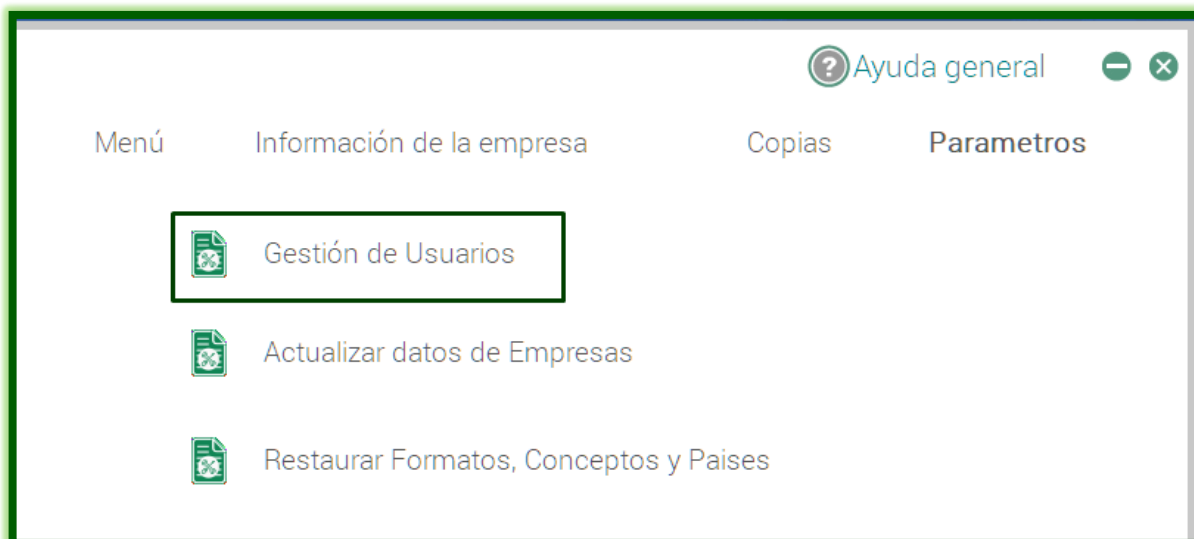 Ayuda general
Menú Información de la empresa Copias Parametros
Gestión de Usuarios
Actualizar datos de Empresas
Restaurar Formatos, Conceptos y Paises